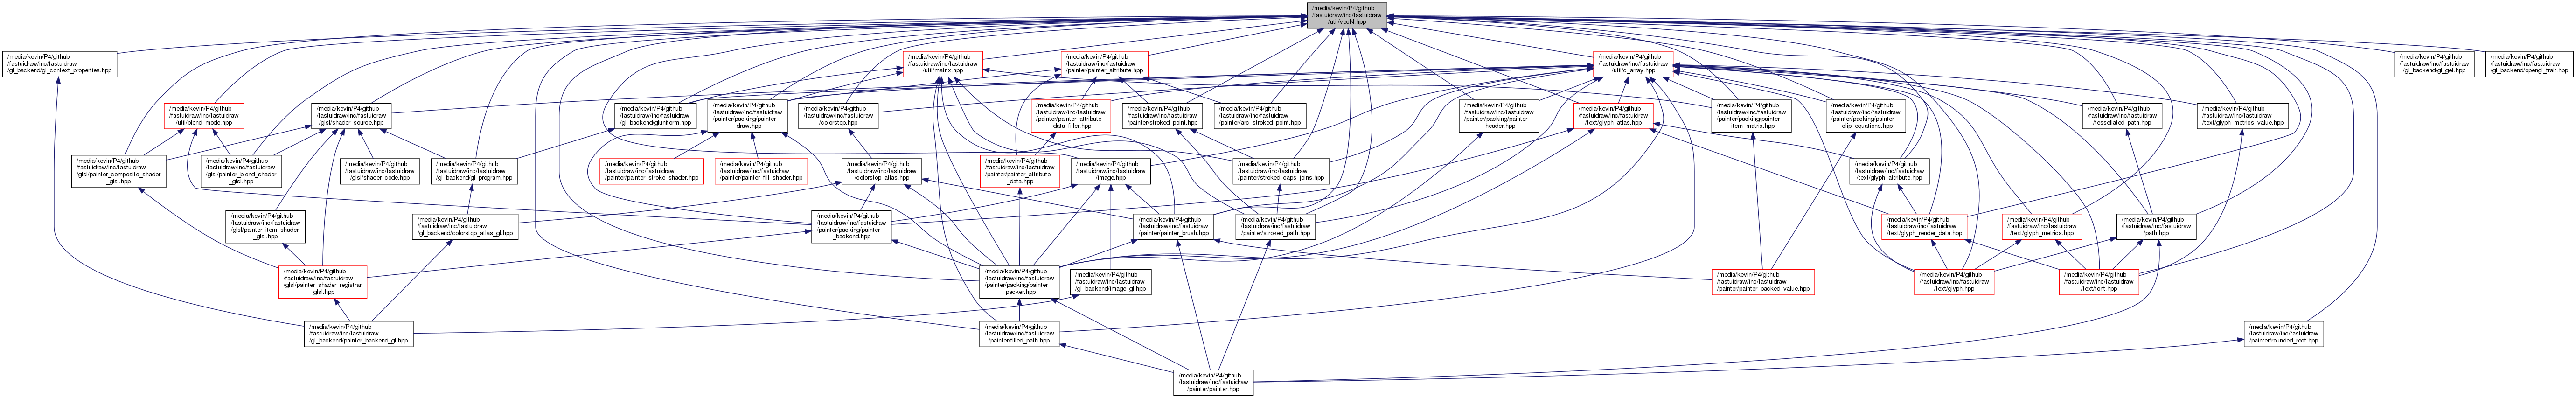 /media/kevin/P4/github
/fastuidraw/inc/fastuidraw
/util/vecN.hpp
/media/kevin/P4/github
/fastuidraw/inc/fastuidraw
/gl_backend/gl_context_properties.hpp
/media/kevin/P4/github
/fastuidraw/inc/fastuidraw
/util/matrix.hpp
/media/kevin/P4/github
/fastuidraw/inc/fastuidraw
/painter/painter_attribute.hpp
/media/kevin/P4/github
/fastuidraw/inc/fastuidraw
/util/c_array.hpp
/media/kevin/P4/github
/fastuidraw/inc/fastuidraw
/gl_backend/gl_get.hpp
/media/kevin/P4/github
/fastuidraw/inc/fastuidraw
/gl_backend/opengl_trait.hpp
/media/kevin/P4/github
/fastuidraw/inc/fastuidraw
/util/blend_mode.hpp
/media/kevin/P4/github
/fastuidraw/inc/fastuidraw
/glsl/shader_source.hpp
/media/kevin/P4/github
/fastuidraw/inc/fastuidraw
/gl_backend/gluniform.hpp
/media/kevin/P4/github
/fastuidraw/inc/fastuidraw
/painter/packing/painter
_draw.hpp
/media/kevin/P4/github
/fastuidraw/inc/fastuidraw
/colorstop.hpp
/media/kevin/P4/github
/fastuidraw/inc/fastuidraw
/painter/painter_attribute
_data_filler.hpp
/media/kevin/P4/github
/fastuidraw/inc/fastuidraw
/painter/stroked_point.hpp
/media/kevin/P4/github
/fastuidraw/inc/fastuidraw
/painter/arc_stroked_point.hpp
/media/kevin/P4/github
/fastuidraw/inc/fastuidraw
/painter/packing/painter
_header.hpp
/media/kevin/P4/github
/fastuidraw/inc/fastuidraw
/text/glyph_atlas.hpp
/media/kevin/P4/github
/fastuidraw/inc/fastuidraw
/painter/packing/painter
_item_matrix.hpp
/media/kevin/P4/github
/fastuidraw/inc/fastuidraw
/painter/packing/painter
_clip_equations.hpp
/media/kevin/P4/github
/fastuidraw/inc/fastuidraw
/tessellated_path.hpp
/media/kevin/P4/github
/fastuidraw/inc/fastuidraw
/text/glyph_metrics_value.hpp
/media/kevin/P4/github
/fastuidraw/inc/fastuidraw
/glsl/painter_composite_shader
_glsl.hpp
/media/kevin/P4/github
/fastuidraw/inc/fastuidraw
/glsl/painter_blend_shader
_glsl.hpp
/media/kevin/P4/github
/fastuidraw/inc/fastuidraw
/glsl/shader_code.hpp
/media/kevin/P4/github
/fastuidraw/inc/fastuidraw
/gl_backend/gl_program.hpp
/media/kevin/P4/github
/fastuidraw/inc/fastuidraw
/painter/painter_stroke_shader.hpp
/media/kevin/P4/github
/fastuidraw/inc/fastuidraw
/painter/painter_fill_shader.hpp
/media/kevin/P4/github
/fastuidraw/inc/fastuidraw
/colorstop_atlas.hpp
/media/kevin/P4/github
/fastuidraw/inc/fastuidraw
/painter/painter_attribute
_data.hpp
/media/kevin/P4/github
/fastuidraw/inc/fastuidraw
/image.hpp
/media/kevin/P4/github
/fastuidraw/inc/fastuidraw
/painter/stroked_caps_joins.hpp
/media/kevin/P4/github
/fastuidraw/inc/fastuidraw
/text/glyph_attribute.hpp
/media/kevin/P4/github
/fastuidraw/inc/fastuidraw
/glsl/painter_item_shader
_glsl.hpp
/media/kevin/P4/github
/fastuidraw/inc/fastuidraw
/gl_backend/colorstop_atlas_gl.hpp
/media/kevin/P4/github
/fastuidraw/inc/fastuidraw
/painter/packing/painter
_backend.hpp
/media/kevin/P4/github
/fastuidraw/inc/fastuidraw
/painter/painter_brush.hpp
/media/kevin/P4/github
/fastuidraw/inc/fastuidraw
/painter/stroked_path.hpp
/media/kevin/P4/github
/fastuidraw/inc/fastuidraw
/text/glyph_render_data.hpp
/media/kevin/P4/github
/fastuidraw/inc/fastuidraw
/text/glyph_metrics.hpp
/media/kevin/P4/github
/fastuidraw/inc/fastuidraw
/path.hpp
/media/kevin/P4/github
/fastuidraw/inc/fastuidraw
/glsl/painter_shader_registrar
_glsl.hpp
/media/kevin/P4/github
/fastuidraw/inc/fastuidraw
/painter/packing/painter
_packer.hpp
/media/kevin/P4/github
/fastuidraw/inc/fastuidraw
/gl_backend/image_gl.hpp
/media/kevin/P4/github
/fastuidraw/inc/fastuidraw
/painter/painter_packed_value.hpp
/media/kevin/P4/github
/fastuidraw/inc/fastuidraw
/text/glyph.hpp
/media/kevin/P4/github
/fastuidraw/inc/fastuidraw
/text/font.hpp
/media/kevin/P4/github
/fastuidraw/inc/fastuidraw
/gl_backend/painter_backend_gl.hpp
/media/kevin/P4/github
/fastuidraw/inc/fastuidraw
/painter/filled_path.hpp
/media/kevin/P4/github
/fastuidraw/inc/fastuidraw
/painter/rounded_rect.hpp
/media/kevin/P4/github
/fastuidraw/inc/fastuidraw
/painter/painter.hpp